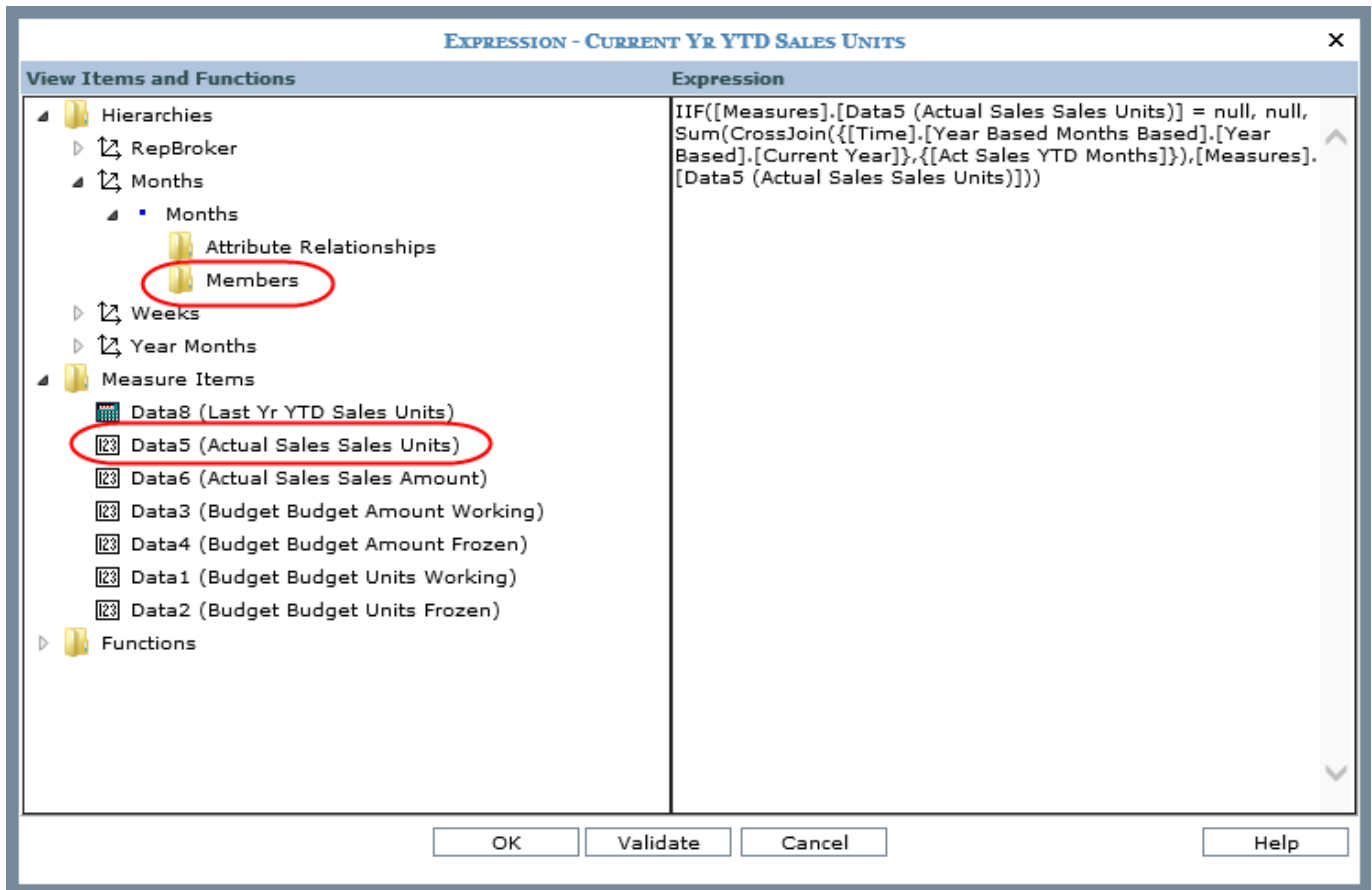 EXPRESSION - CURRENT YR YTD SALES UNITS
View Items and Functions
Hierarchies
RepBroker
Months
Months
Attribute Relationships
Members
Weeks
Year Months
Measure Items
Data8 (Last Yr YTD Sales Units)
Data5 (Actual Sales Sales Units)
Data6 (Actual Sales Sales Amount)
Data3 (Budget Budget Amount Working)
Data4 (Budget Budget Amount Frozen)
Data1 (Budget Budget Units Working)
Data2 (Budget Budget Units Frozen)
Functions
Expression
IIF([Measures].[Data5 (Actual Sales Sales Units)] = null, null,
Sum(CrossJoin({[Time].[Year Based Months Based].[Year
Based].[Current Year]},{[Act Sales YTD Months]}),[Measures].
[Data5 (Actual Sales Sales Units)]))
OK
Validate
Cancel
Help